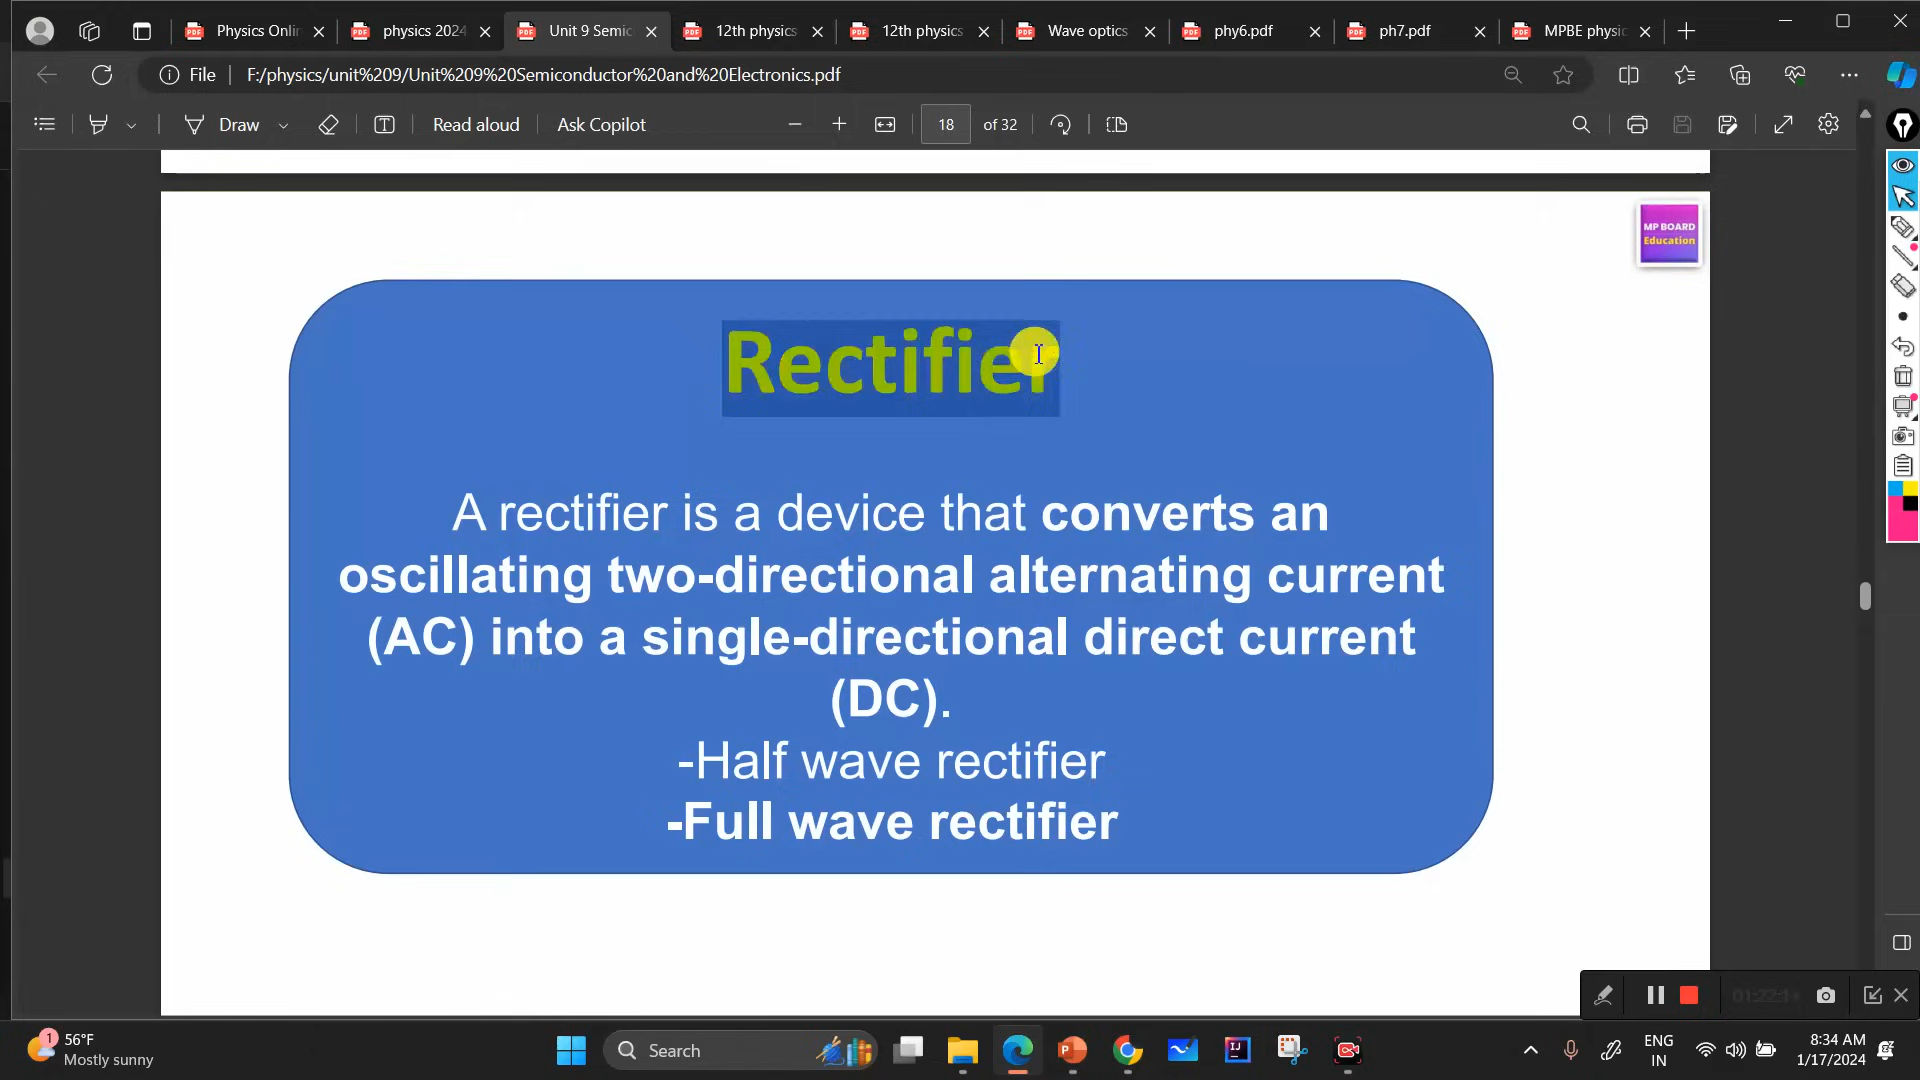 Physics Onlin
physics 2024
Unit 9 Semic
12th physics
12th physics
Wave optics
phy6.pdf
ph7.pdf
MPBE physic
File
F:/physics/unit%209/Unit%209%20Semiconductor%20and%20Electronics.pdf
Draw
Read aloud
Ask Copilot
18
of 32
MP BOARD
Education
Rectifier
A rectifier is a device that converts an
oscillating two-directional alternating current
(AC) into a single-directional direct current
(DC).
-Half wave rectifier
-Full wave rectifier
1
56°F
Mostly sunny
Search
ENG
IN
8:34 AM
1/17/2024